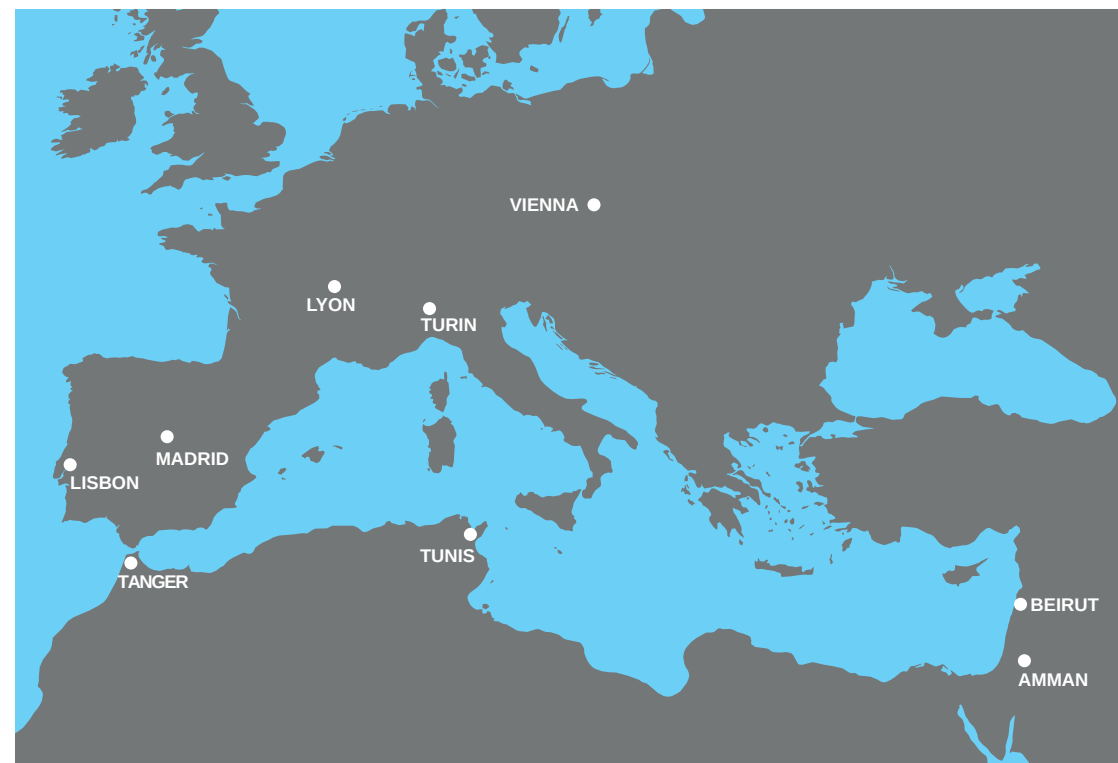 VIENNA
LYON
TURIN
MADRID
LISBON
TUNIS
TANGER
BEIRUT
AMMAN